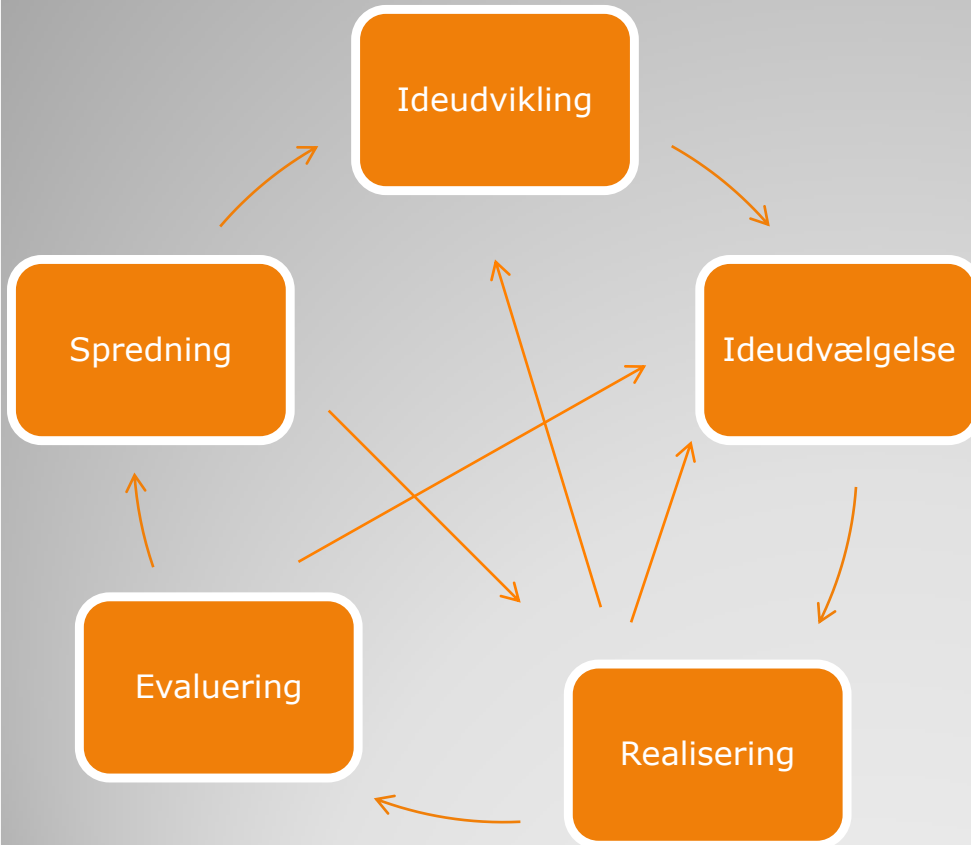 Ideudvikling
Ideudvælgelse
Realisering
Evaluering
Spredning